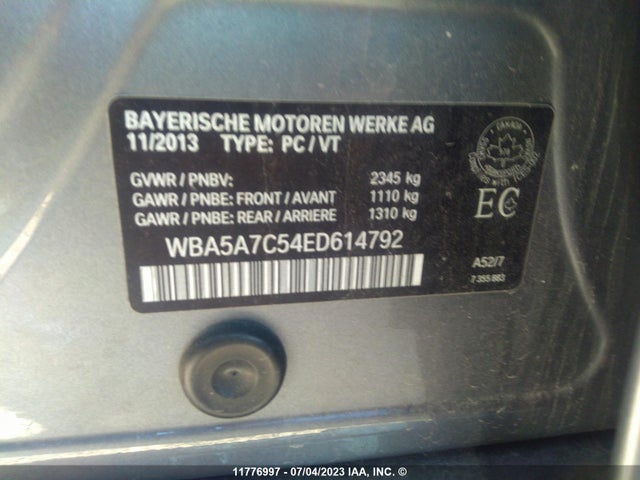 BAYERISCHE MOTOREN WERKE AG
11/2013 TYPE: PC/VT
GVWR / PNBV: 2345 kg
GAWR / PNBE: FRONT / AVANT 1110 kg
GAWR / PNBE: REAR / ARRIERE 1310 kg
WBA5A7C54ED614792
EC
A52/7
7 355 883
11776997 - 07/04/2023 IAA, INC. ©